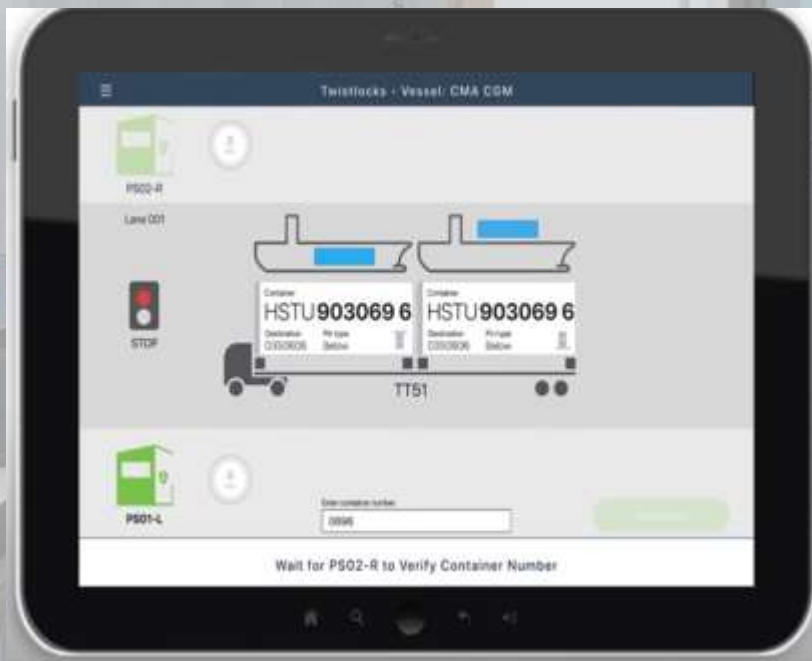 Twistlocks - Vessel: CMA CGM
PS02-R
Lane 001
Container
HSTU 903069 6
Container
HSTU 903069 6
Destination Pin type
Below
Destination Pin type
Below
STOP
TT51
PS01-L
Enter container number
0696
Wait for PS02-R to Verify Container Number